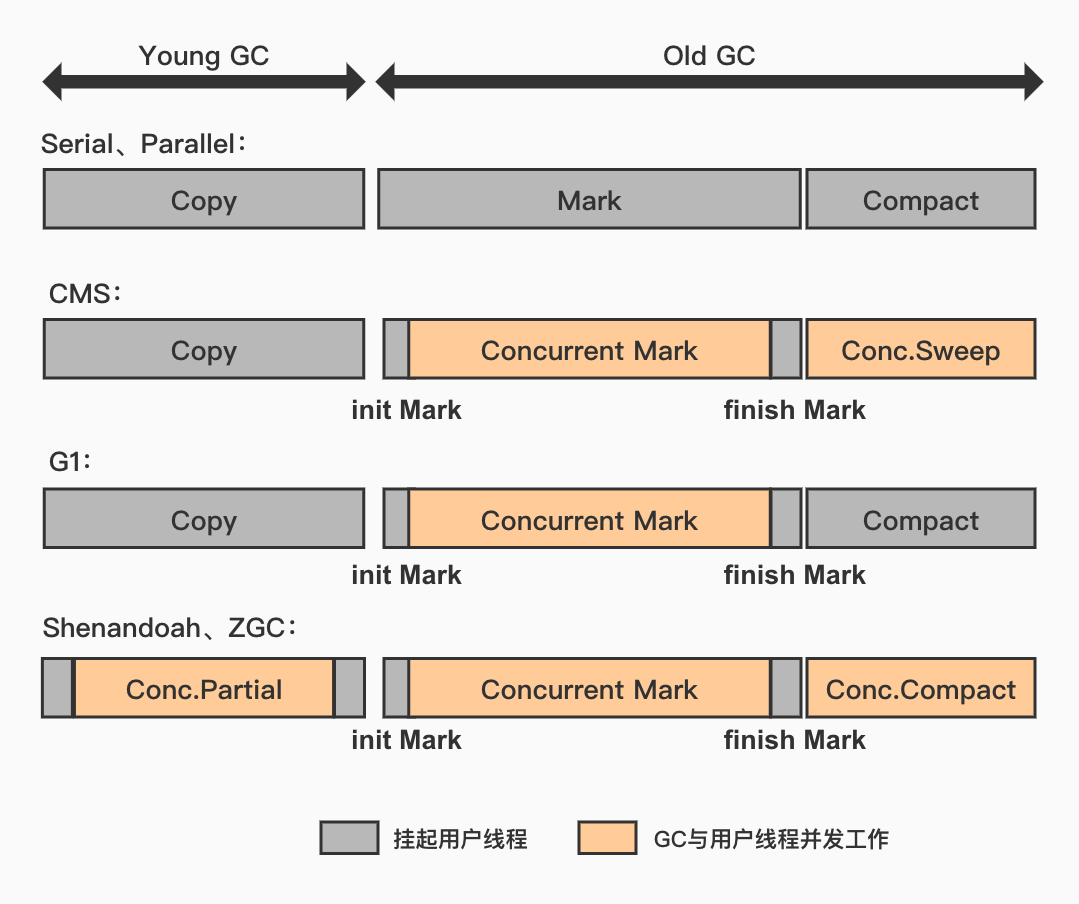 Young GC
Old GC
Serial、Parallel：
Copy
Mark
Compact
CMS：
Copy
Concurrent Mark
Conc.Sweep
init Mark
finish Mark
G1：
Copy
Concurrent Mark
Compact
init Mark
finish Mark
Shenandoah、ZGC：
Conc.Partial
Concurrent Mark
Conc.Compact
init Mark
finish Mark
挂起用户线程
GC与用户线程并发工作